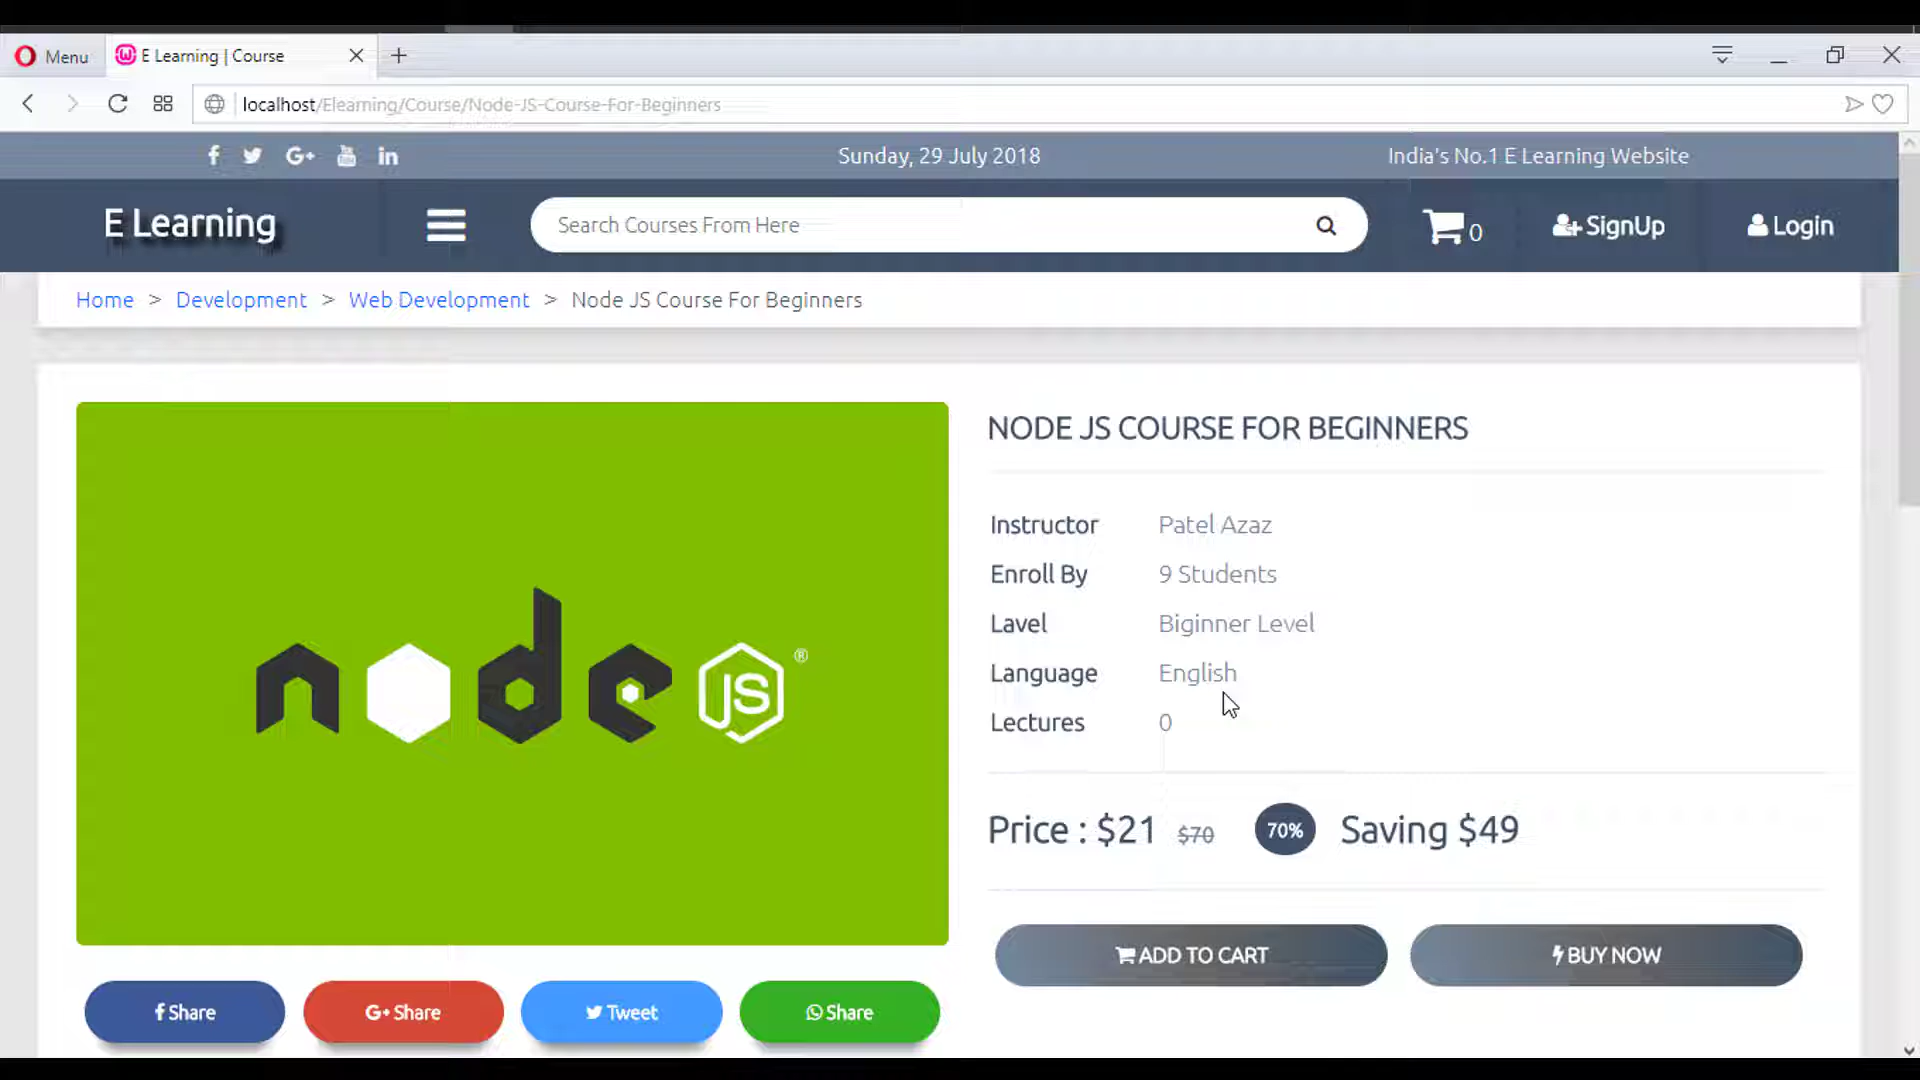 Menu
E Learning | Course
localhost/Elearning/Course/Node-JS-Course-For-Beginners
Sunday, 29 July 2018
India's No.1 E Learning Website
E Learning
Search Courses From Here
0
SignUp
Login
Home > Development > Web Development > Node JS Course For Beginners
node JS ®
NODE JS COURSE FOR BEGINNERS
Instructor Patel Azaz
Enroll By 9 Students
Lavel Biginner Level
Language English
Lectures 0
Price : $21 $70 70% Saving $49
ADD TO CART
BUY NOW
f Share
G+ Share
Tweet
Share